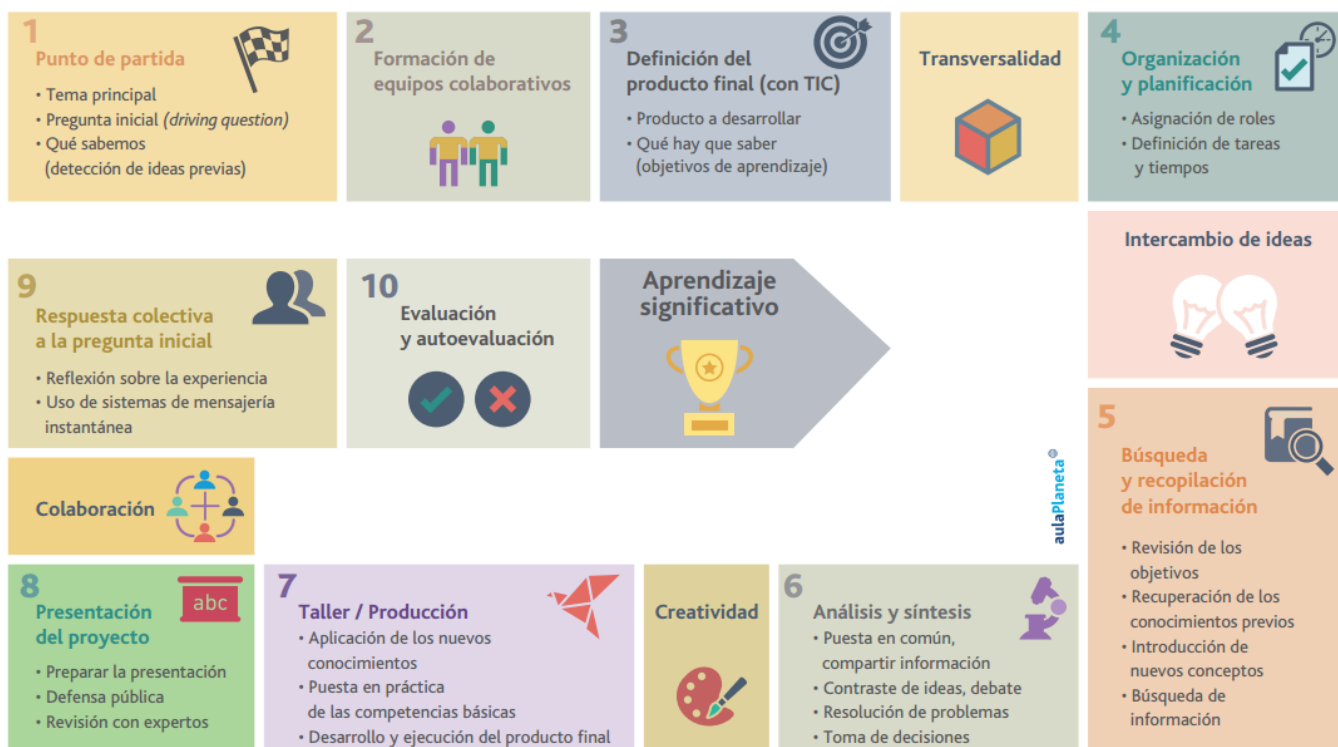 1
Punto de partida
• Tema principal
• Pregunta inicial (driving question)
• Qué sabemos
(detección de ideas previas)
2
Formación de
equipos colaborativos
3
Definición del
producto final (con TIC)
• Producto a desarrollar
• Qué hay que saber
(objetivos de aprendizaje)
Transversalidad
4
Organización
y planificación
• Asignación de roles
• Definición de tareas
y tiempos
Intercambio de ideas
5
Búsqueda
y recopilación
de información
• Revisión de los
objetivos
• Recuperación de los
conocimientos previos
• Introducción de
nuevos conceptos
• Búsqueda de
información
6
Análisis y síntesis
• Puesta en común,
compartir información
• Contraste de ideas, debate
• Resolución de problemas
• Toma de decisiones
Creatividad
7
Taller / Producción
• Aplicación de los nuevos
conocimientos
• Puesta en práctica
de las competencias básicas
• Desarrollo y ejecución del producto final
8
abc
Presentación
del proyecto
• Preparar la presentación
• Defensa pública
• Revisión con expertos
Colaboración
9
Respuesta colectiva
a la pregunta inicial
• Reflexión sobre la experiencia
• Uso de sistemas de mensajería
instantánea
10
Evaluación
y autoevaluación
Aprendizaje
significativo
aulaPlaneta